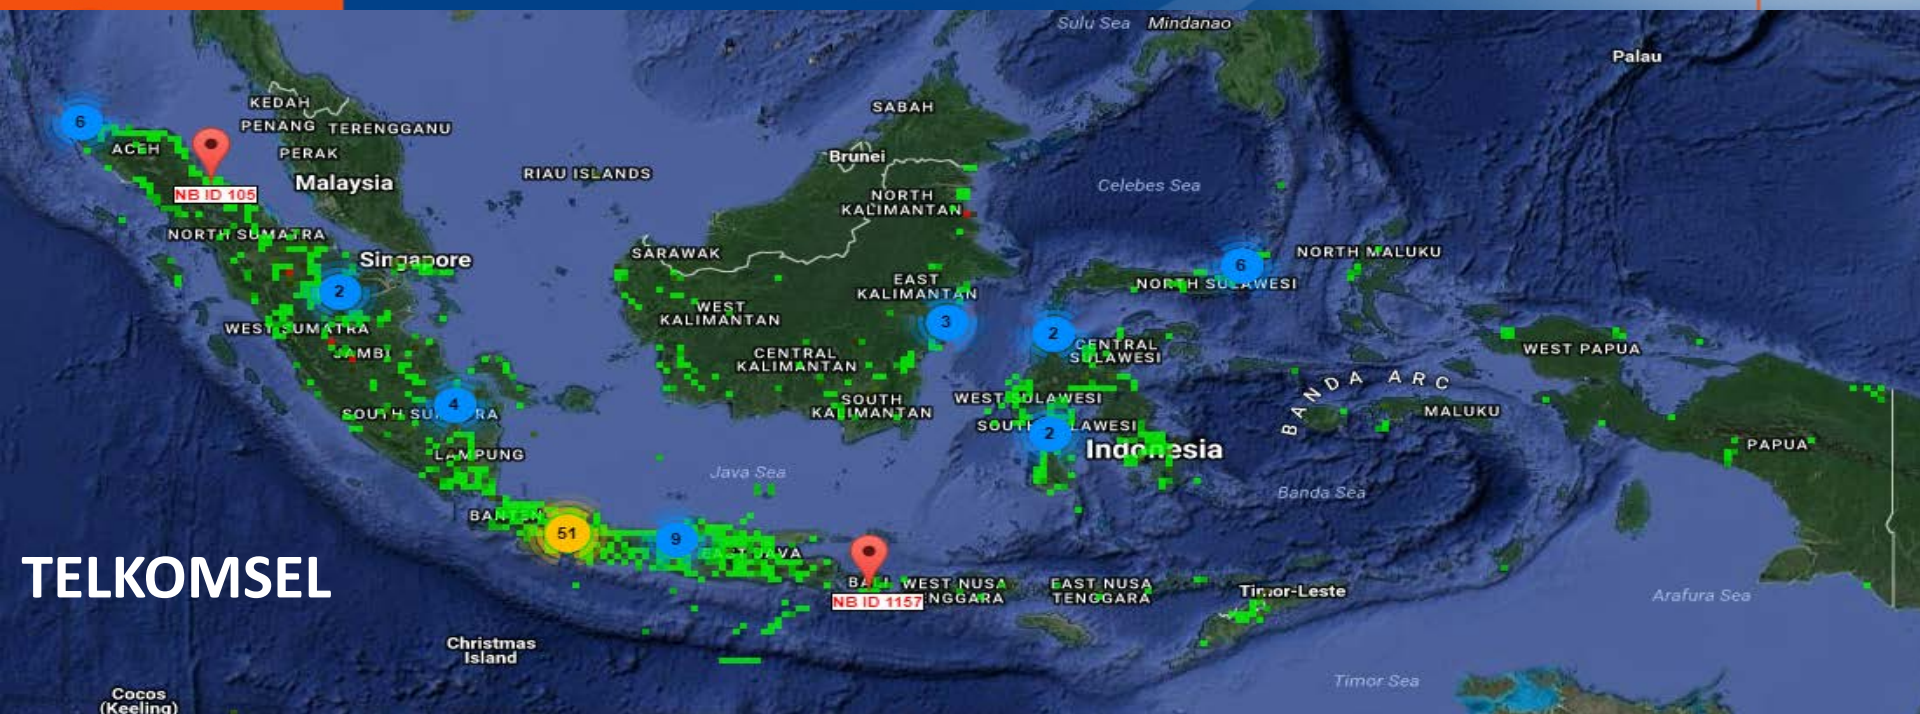 Sulu Sea
Mindanao
Palau
KEDAH
PENANG
TERENGGANU
PERAK
Malaysia
SABAH
Brunei
6
ACEH
NB ID 105
RIAU ISLANDS
Celebes Sea
NORTH
KALIMANTAN
NORTH SUMATRA
SARAWAK
Singapore
6
NORTH MALUKU
NORTH SULAWESI
EAST
KALIMANTAN
2
WEST
KALIMANTAN
3
2
WEST SUMATRA
JAMBI
CENTRAL
KALIMANTAN
CENTRAL
SULAWESI
WEST PAPUA
BANDA ARC
4
SOUTH SUMATRA
SOUTH
KALIMANTAN
WEST SULAWESI
MALUKU
SOUTH SULAWESI
2
Indonesia
PAPUA
LAMPUNG
Java Sea
Banda Sea
BANTEN
51
9
EAST JAVA
BALI
NB ID 1157
WEST NUSA
TENGGARA
EAST NUSA
TENGGARA
Timor-Leste
Arafura Sea
TELKOMSEL
Christmas
Island
Timor Sea
Cocos
(Keeling)